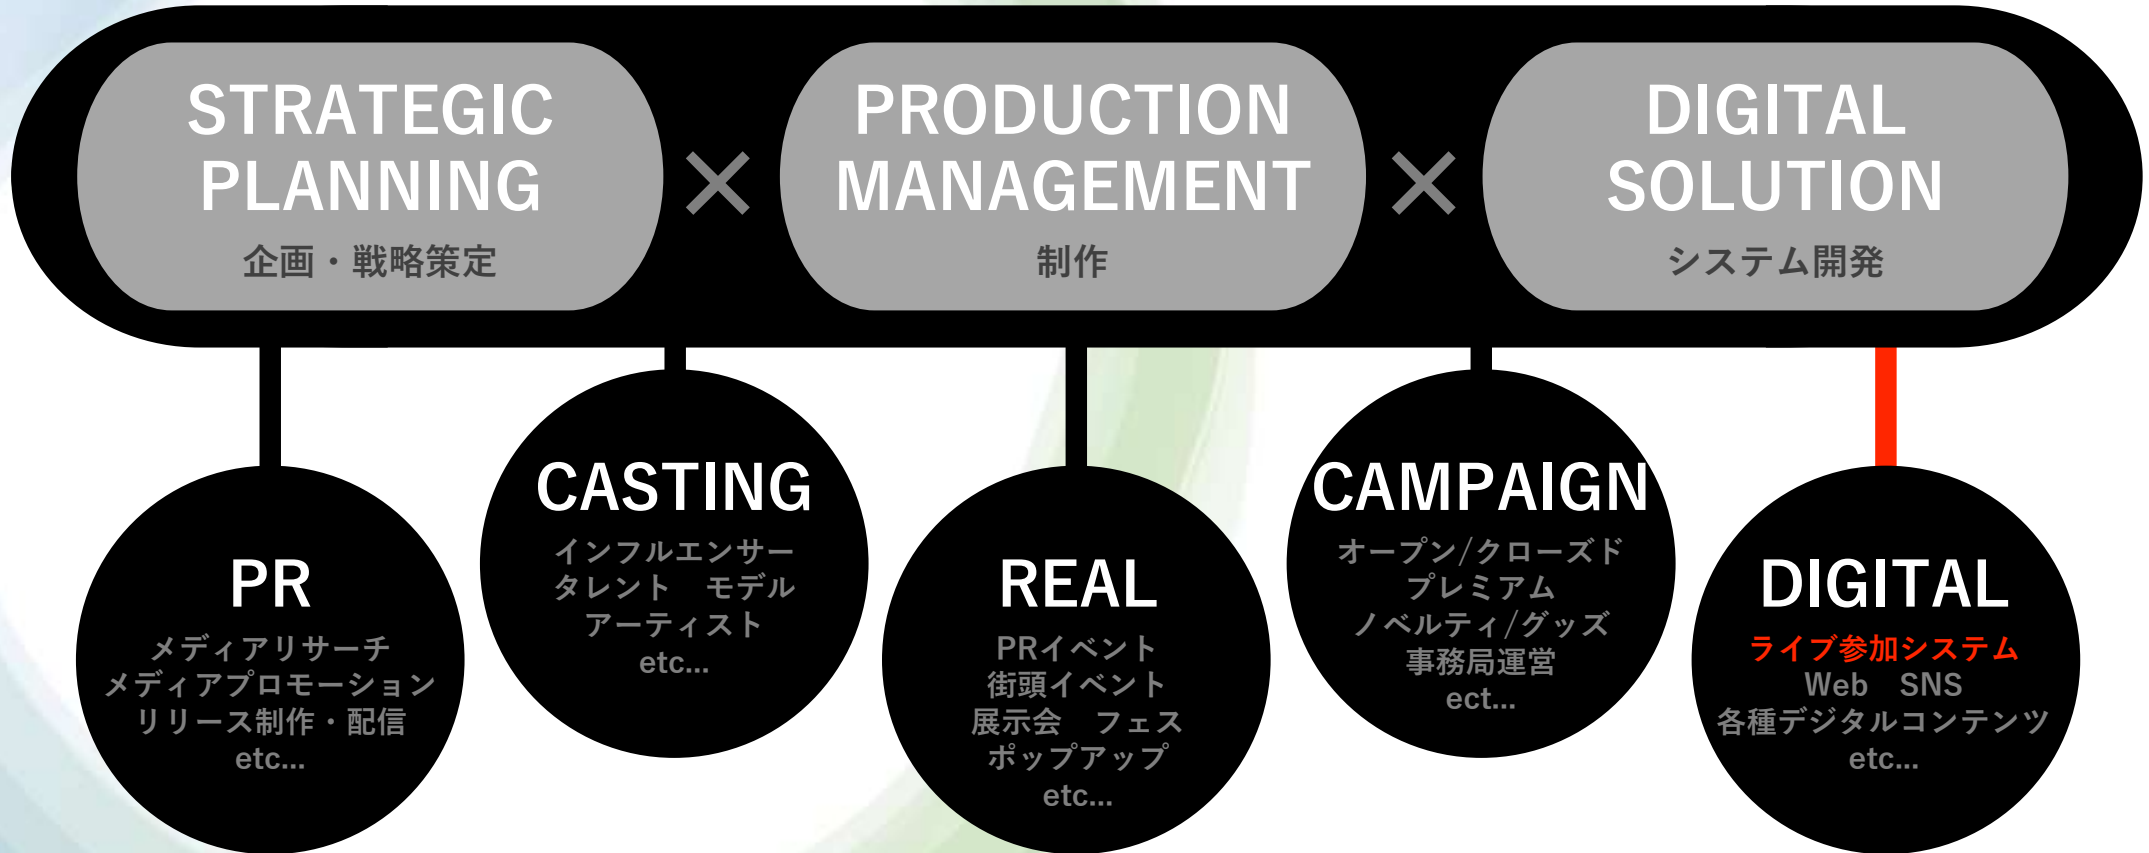 STRATEGIC
PLANNING
企画・戦略策定
×
PRODUCTION
MANAGEMENT
制作
×
DIGITAL
SOLUTION
システム開発
PR
メディアリサーチ
メディアプロモーション
リリース制作・配信
etc...
CASTING
インフルエンサー
タレント　モデル
アーティスト
etc...
REAL
PRイベント
街頭イベント
展示会　フェス
ポップアップ
etc...
CAMPAIGN
オープン/クローズド
プレミアム
ノベルティ/グッズ
事務局運営
ect...
DIGITAL
ライブ参加システム
Web　SNS
各種デジタルコンテンツ
etc...